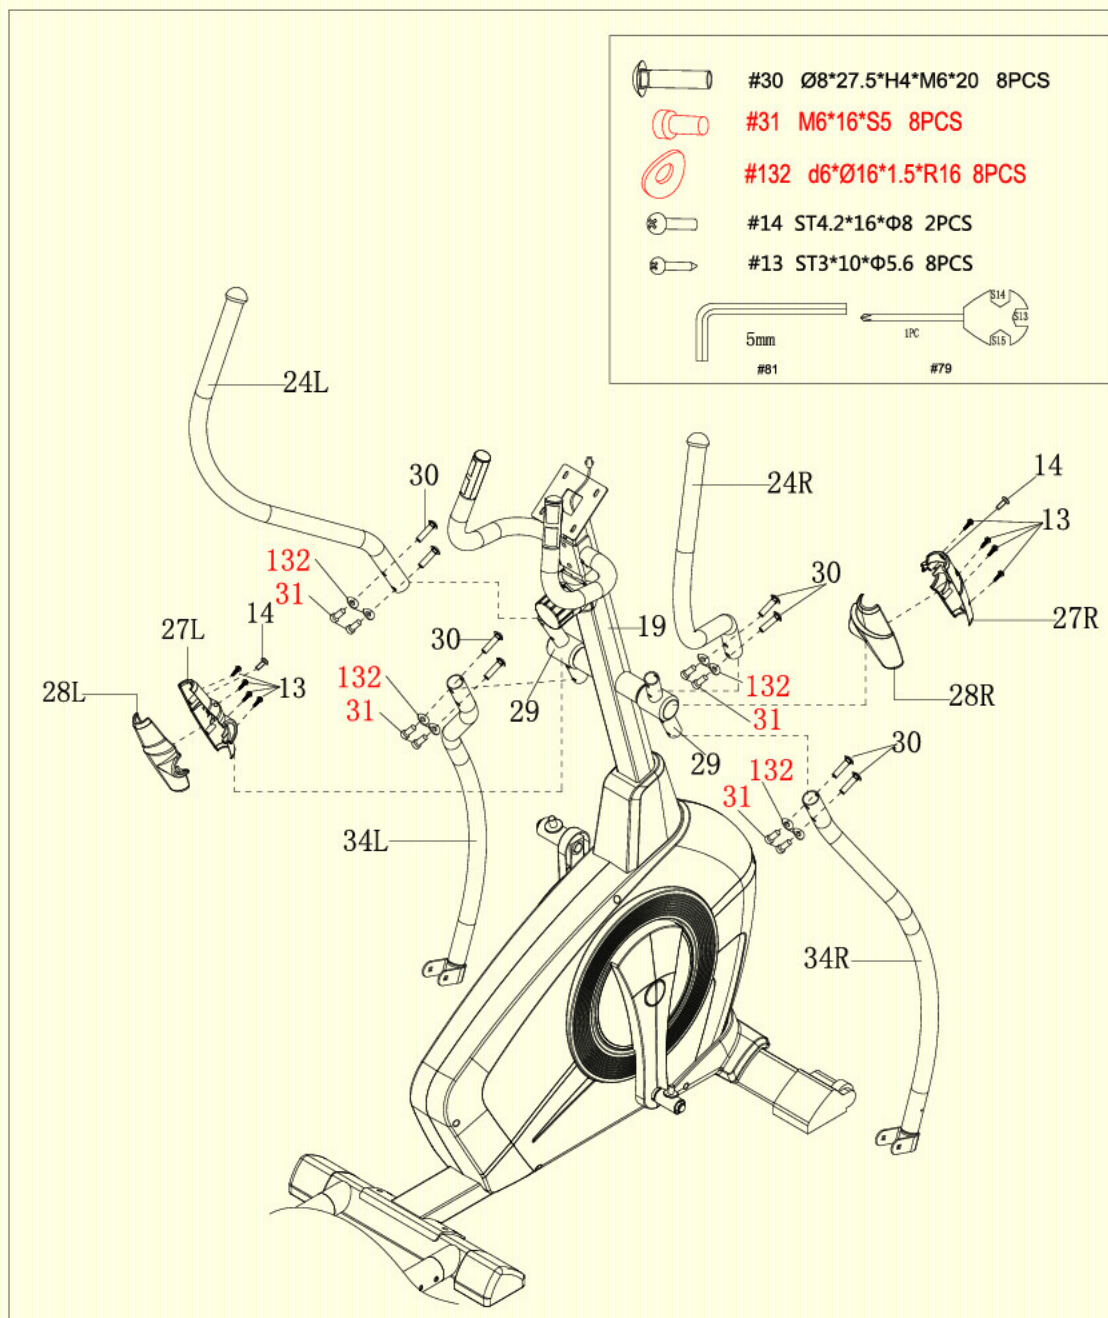 #30 Ø8*27.5*H4*M6*20 8PCS
#31 M6*16*S5 8PCS
#132 d6*Ø16*1.5*R16 8PCS
#14 ST4.2*16*Φ8 2PCS
#13 ST3*10*Φ5.6 8PCS
S14
S13
S15
5mm
1PC
#81
#79
24L
30
24R
14
13
132
31
30
27R
14
27L
30
19
28L
13
132
31
29
132
31
28R
29
30
132
31
34L
34R